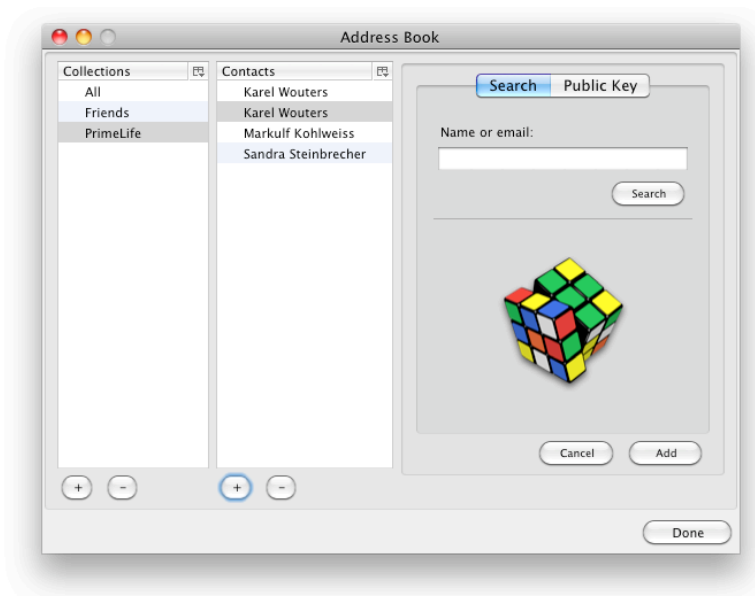 Address Book
Collections
All
Friends
PrimeLife
+ -
Contacts
Karel Wouters
Karel Wouters
Markulf Kohlweiss
Sandra Steinbrecher
+ -
Search Public Key
Name or email:
Search
Cancel Add
Done